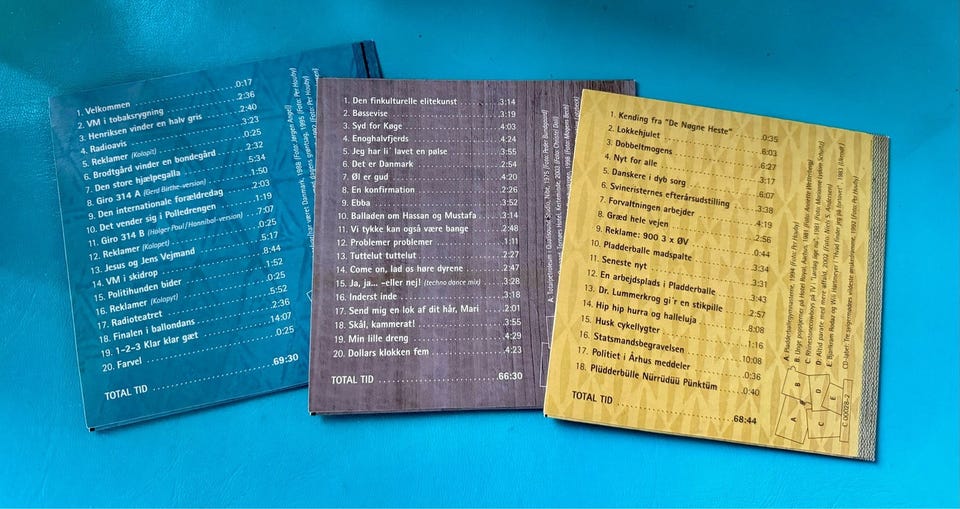 1. Velkommen 0:17
2. VM i tobaksrygning 2:36
3. Henriksen vinder en halv gris 2:40
4. Radioavis 3:23
5. Reklamer (Kolapit) 0:25
6. Brodtgård vinder en bondegård 2:32
7. Den store hjælpegalla 5:34
8. Giro 314 A (Gerd Birthe-version) 1:50
9. Den internationale forældredag 2:03
10. Det vender sig i Polledrengen 1:19
11. Giro 314 B (Holger Paul/Hannibal-version) 7:07
12. Reklamer (Kolapet) 0:25
13. Jesus og Jens Vejmand 5:17
14. VM i skidrop 8:44
15. Politihunden bider 1:52
16. Reklamer (Kolapyt) 0:25
17. Radioteatret 5:52
18. Finalen i ballondans 2:36
19. 1-2-3 Klar klar gæt 14:07
20. Farvel 0:25
TOTAL TID 69:30
1. Den finkulturelle elitekunst 3:14
2. Bøssevise 3:19
3. Syd for Køge 4:03
4. Enoghalvfjerds 4:24
5. Jeg har li' lavet en pølse 3:55
6. Det er Danmark 2:54
7. Øl er gud 4:20
8. En konfirmation 2:26
9. Ebba 3:52
10. Balladen om Hassan og Mustafa 3:14
11. Vi tykke kan også være bange 2:48
12. Problemer problemer 1:11
13. Tuttelut tuttelut 2:27
14. Come on, lad os høre dyrene 2:47
15. Ja, ja... -eller nej! (techno dance mix) 3:28
16. Inderst inde 3:18
17. Send mig en lok af dit hår, Mari 2:01
18. Skål, kammerat! 3:55
19. Min lille dreng 4:29
20. Dollars klokken fem 4:23
TOTAL TID 66:30
1. Kending fra "De Nøgne Heste" 0:35
2. Lokkehjulet 6:03
3. Dobbeltmogens 6:27
4. Nyt for alle 3:17
5. Danskere i dyb sorg 6:07
6. Svineristernes efterårsudstilling 3:38
7. Forvaltningen arbejder 4:19
8. Græd hele vejen 2:56
9. Reklame: 900 3 x ØV 0:44
10. Pladderballe madspalte 3:34
11. Seneste nyt 3:31
12. En arbejdsplads i Pladderballe 3:43
13. Dr. Lummerkrog gi'r en stikpille 2:57
14. Hip hip hurra og halleluja 8:08
15. Husk cykellygter 1:16
16. Statsmandsbegravelsen 10:08
17. Politiet i Århus meddeler 0:36
18. Plüdderbülle Nürrüdüü Pünktüm 0:40
TOTAL TID 68:44
A B C D E
C-00028-2